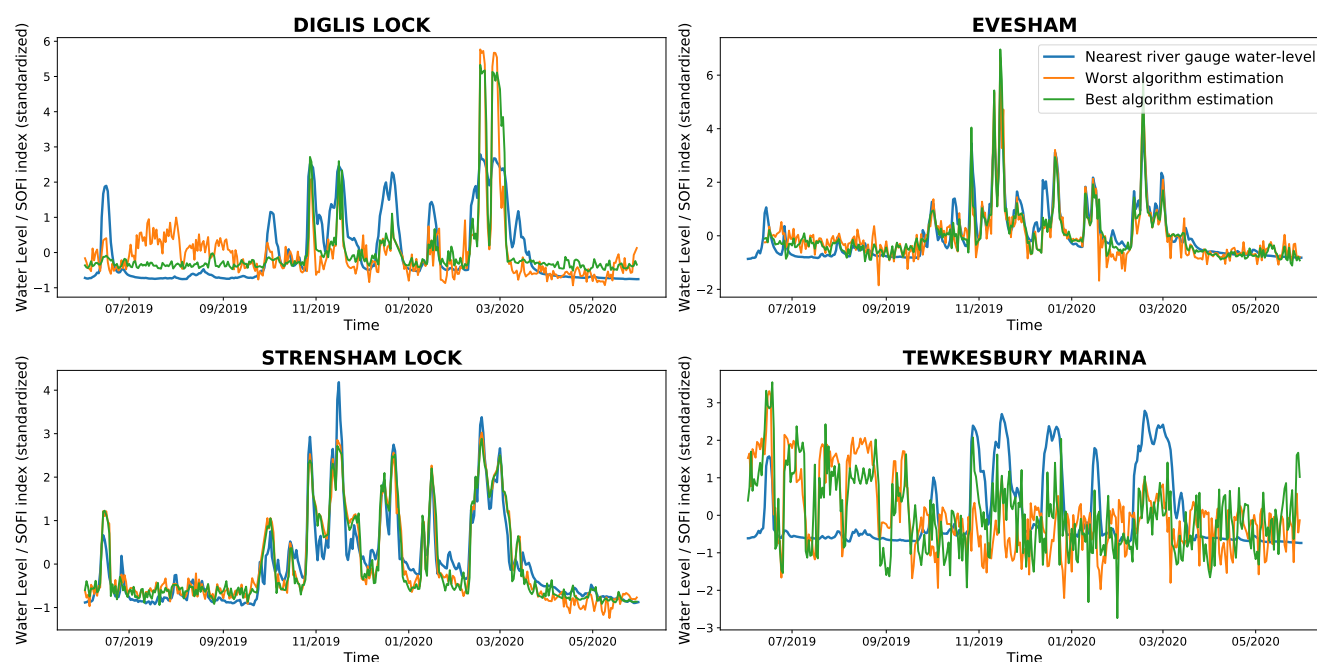 DIGLIS LOCK
Water Level / SOFI index (standardized)
6
5
4
3
2
1
0
−1
07/2019 09/2019 11/2019 01/2020 03/2020 05/2020
Time
EVESHAM
Water Level / SOFI index (standardized)
Nearest river gauge water-level
Worst algorithm estimation
Best algorithm estimation
6
4
2
0
−2
07/2019 09/2019 11/2019 01/2020 03/2020 05/2020
Time
STRENSHAM LOCK
Water Level / SOFI index (standardized)
4
3
2
1
0
−1
07/2019 09/2019 11/2019 01/2020 03/2020 05/2020
Time
TEWKESBURY MARINA
Water Level / SOFI index (standardized)
3
2
1
0
−1
−2
−3
07/2019 09/2019 11/2019 01/2020 03/2020 05/2020
Time